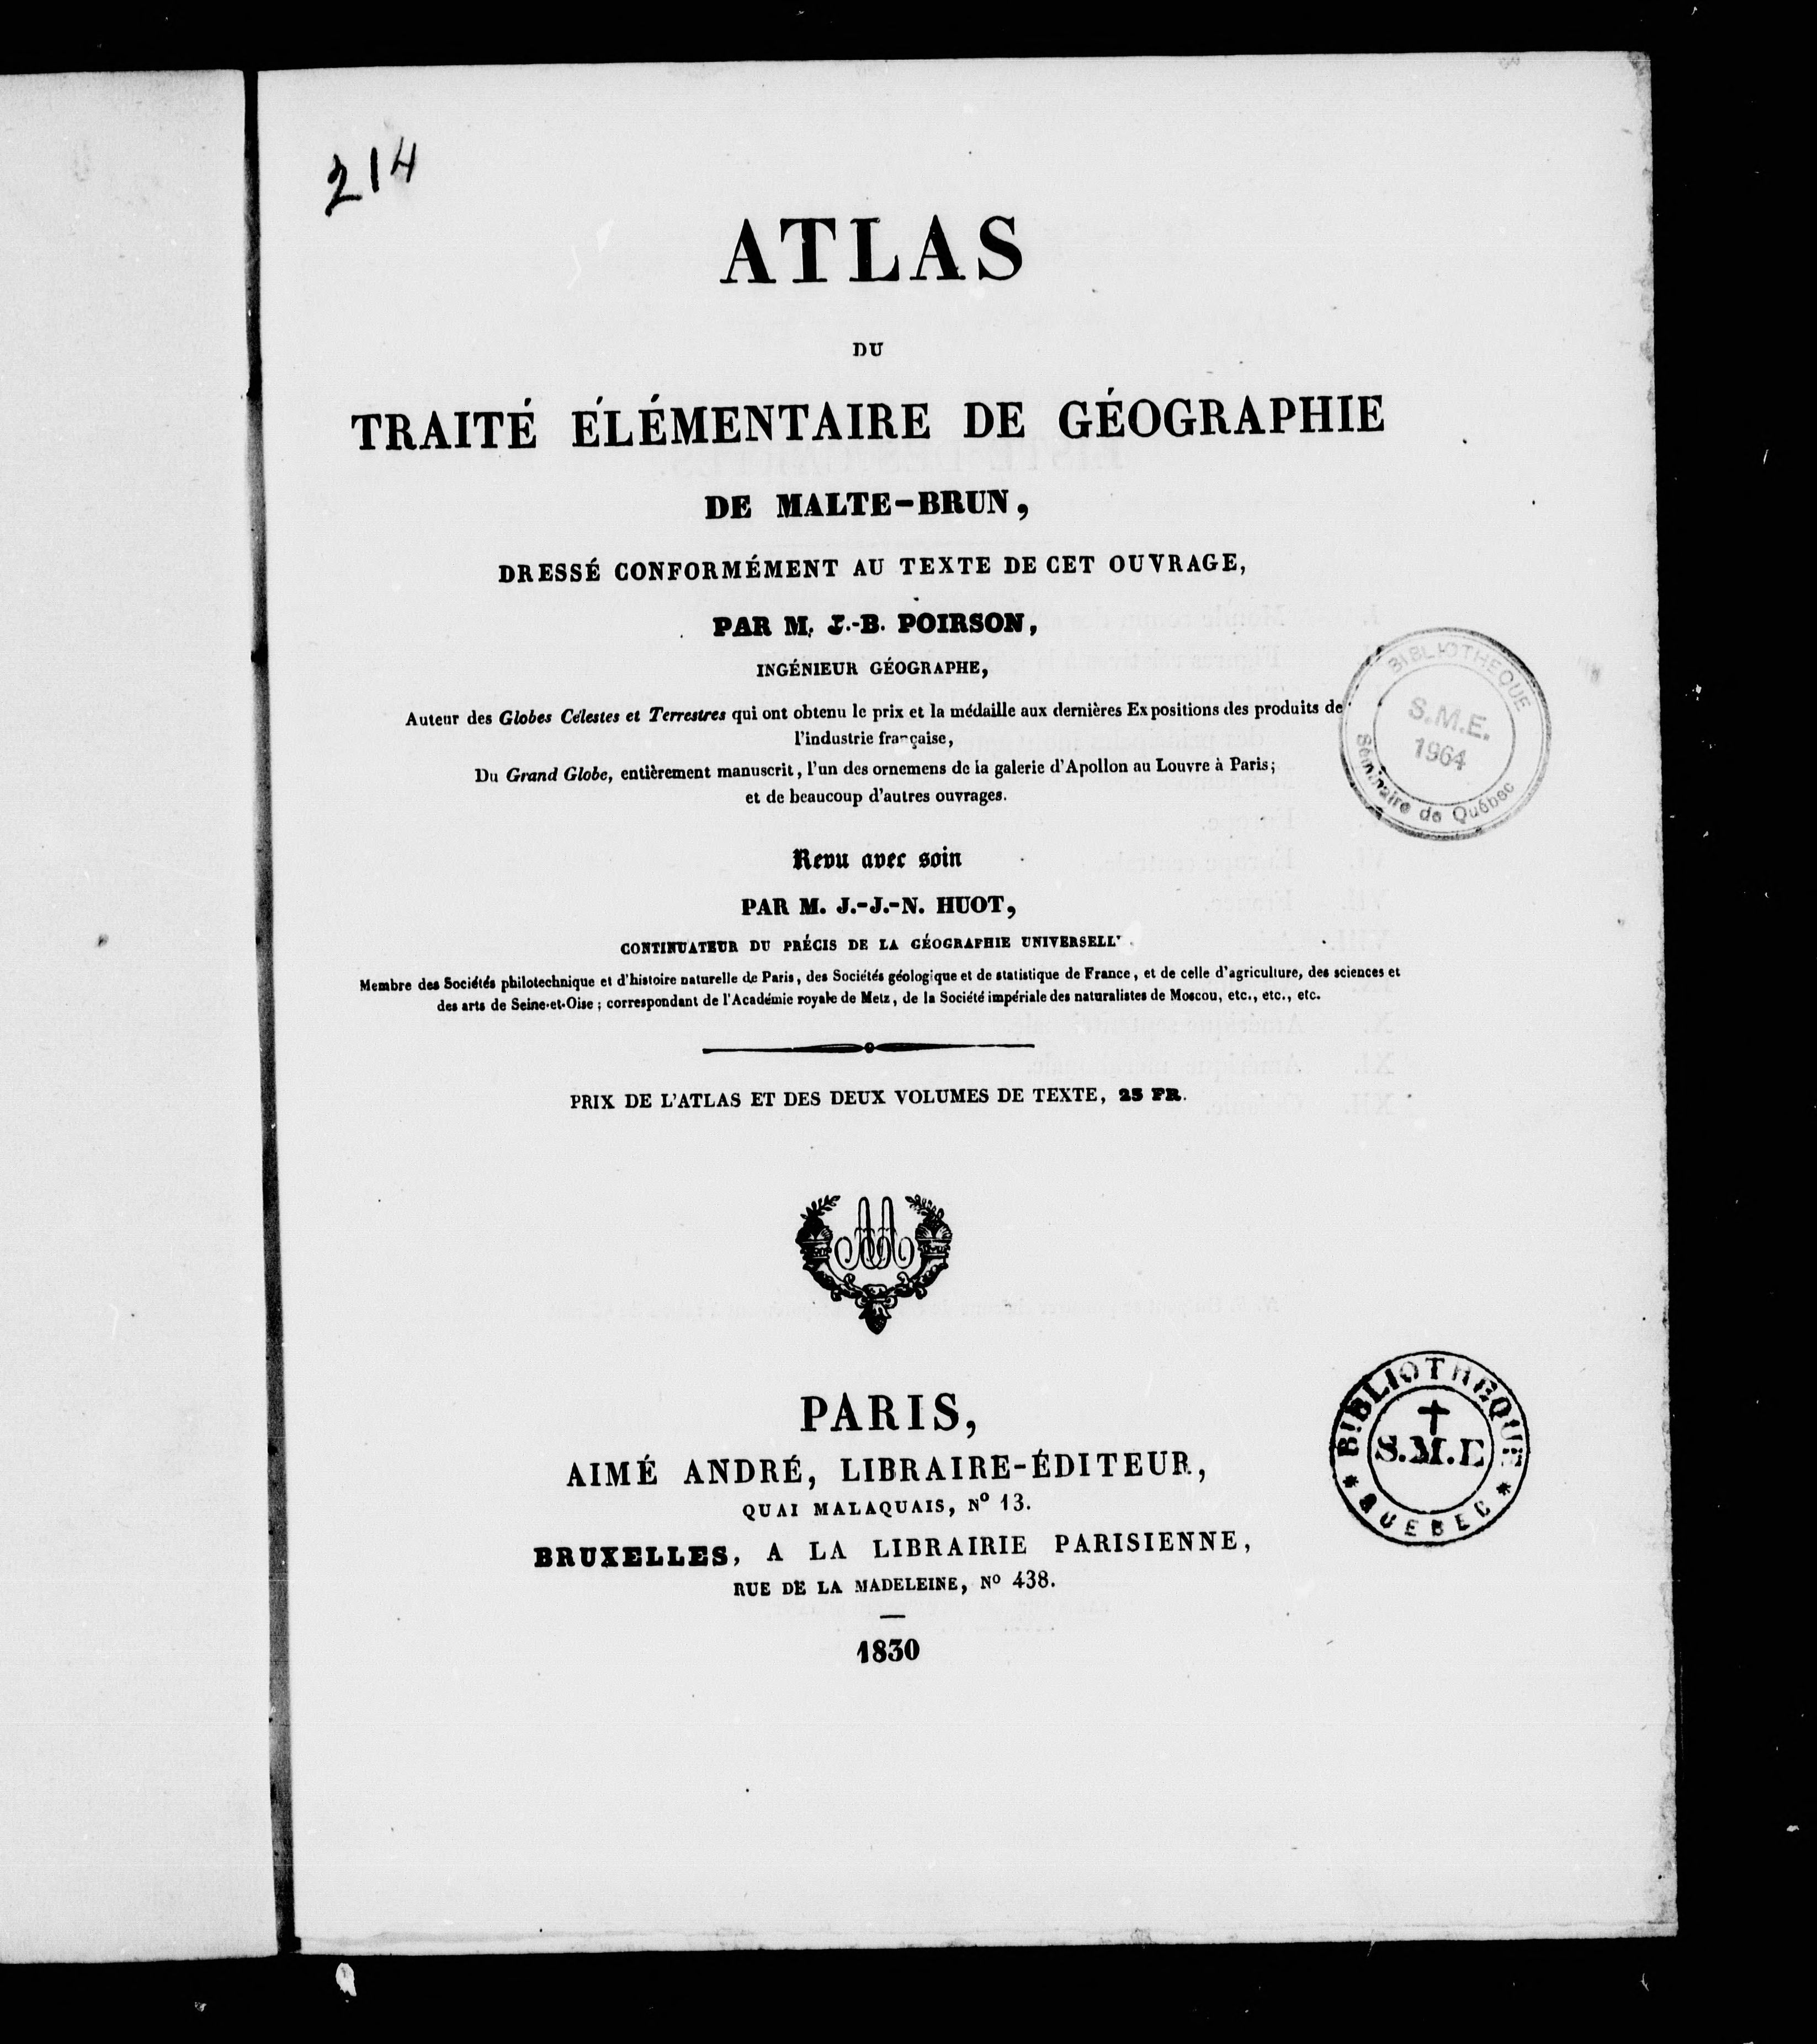 214
ATLAS
DU
TRAITÉ ÉLÉMENTAIRE DE GÉOGRAPHIE
DE MALTE-BRUN,
DRESSÉ CONFORMÉMENT AU TEXTE DE CET OUVRAGE,
PAR M. J.-B. POIRSON,
INGÉNIEUR GÉOGRAPHE,
Auteur des Globes Célestes et Terrestres qui ont obtenu le prix et la médaille aux dernières Expositions des produits de
l'industrie française,
Du Grand Globe, entièrement manuscrit, l'un des ornemens de la galerie d'Apollon au Louvre à Paris;
et de beaucoup d'autres ouvrages.
BIBLIOTHEQUE
S.M.E.
1964
Séminaire de Québec
Revu avec soin
PAR M. J.-J.-N. HUOT,
CONTINUATEUR DU PRÉCIS DE LA GÉOGRAPHIE UNIVERSELL
Membre des Sociétés philotechnique et d'histoire naturelle de Paris, des Sociétés géologique et de statistique de France, et de celle d'agriculture, des sciences et
des arts de Seine-et-Oise; correspondant de l'Académie royale de Metz, de la Société impériale des naturalistes de Moscou, etc., etc., etc.
PRIX DE L'ATLAS ET DES DEUX VOLUMES DE TEXTE, 25 FR.
PARIS,
AIMÉ ANDRÉ, LIBRAIRE-ÉDITEUR,
QUAI MALAQUAIS, Nº 13.
BRUXELLES, A LA LIBRAIRIE PARISIENNE,
RUE DE LA MADELEINE, Nº 438.
1830
BIBLIOTHEQUE
S.M.E
* QUEBEC *